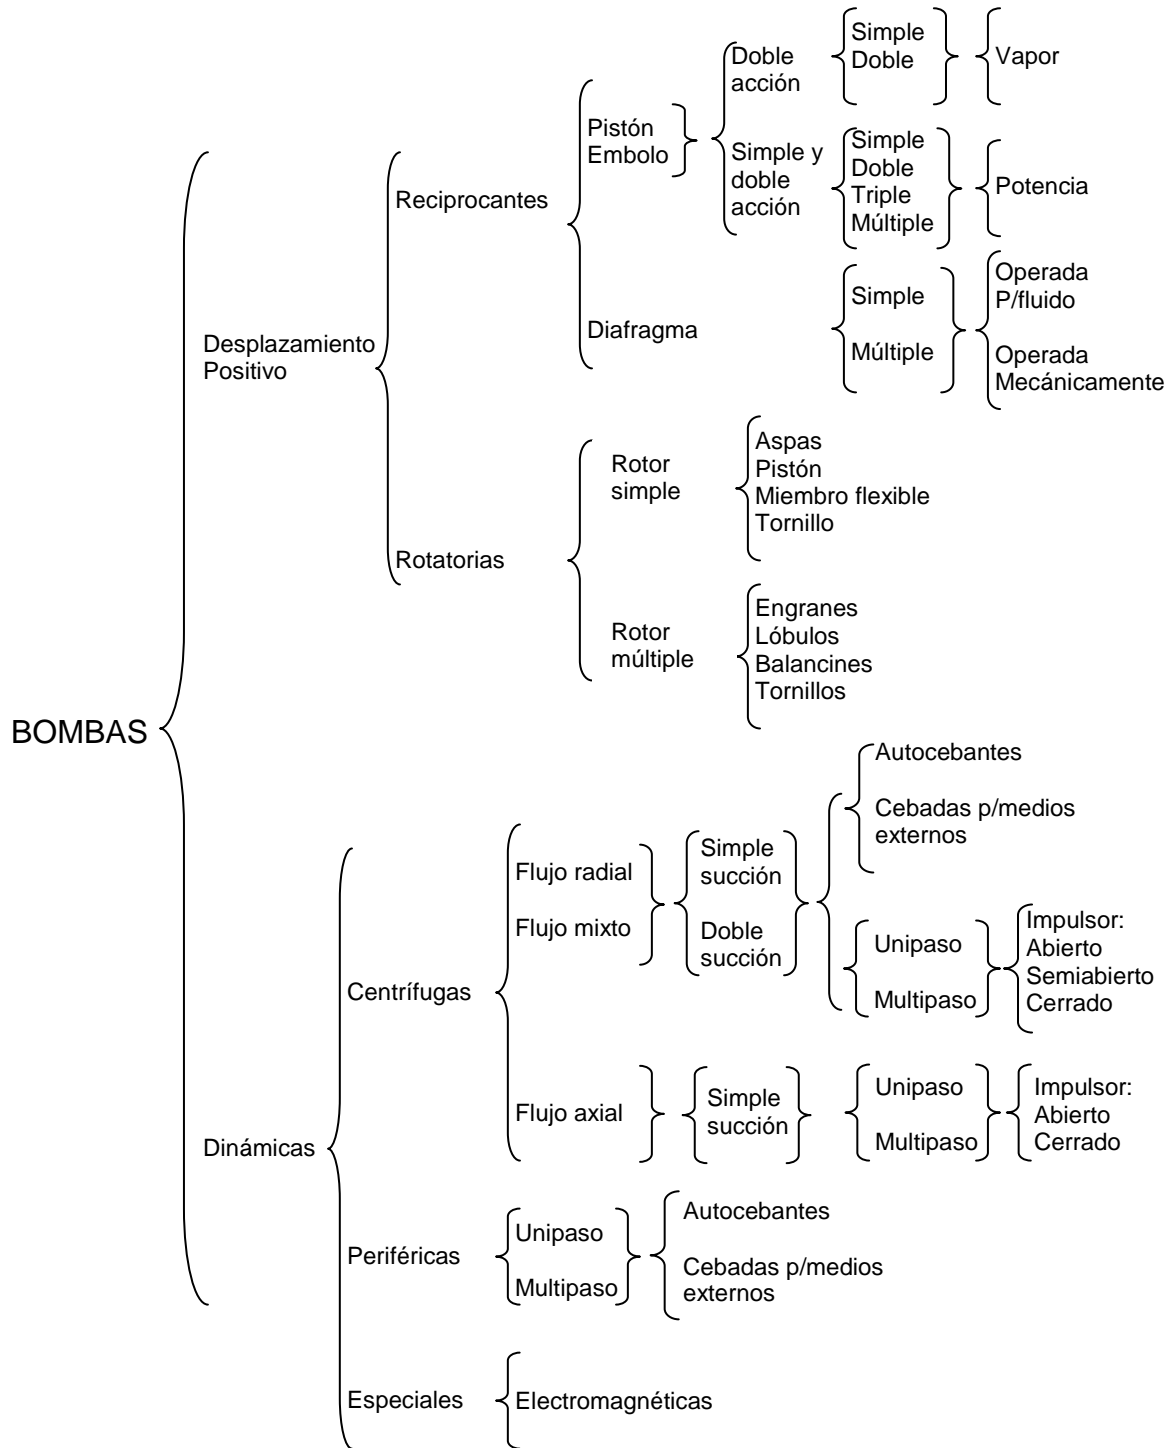 BOMBAS
Desplazamiento
Positivo
Reciprocantes
Pistón
Embolo
Doble
acción
Simple
Doble
Vapor
Simple y
doble
acción
Simple
Doble
Triple
Múltiple
Potencia
Diafragma
Simple
Múltiple
Operada
P/fluido
Operada
Mecánicamente
Rotatorias
Rotor
simple
Aspas
Pistón
Miembro flexible
Tornillo
Rotor
múltiple
Engranes
Lóbulos
Balancines
Tornillos
Dinámicas
Centrífugas
Flujo radial
Flujo mixto
Simple
succión
Doble
succión
Autocebantes
Cebadas p/medios
externos
Unipaso
Multipaso
Impulsor:
Abierto
Semiabierto
Cerrado
Flujo axial
Simple
succión
Unipaso
Multipaso
Impulsor:
Abierto
Cerrado
Periféricas
Unipaso
Multipaso
Autocebantes
Cebadas p/medios
externos
Especiales
Electromagnéticas